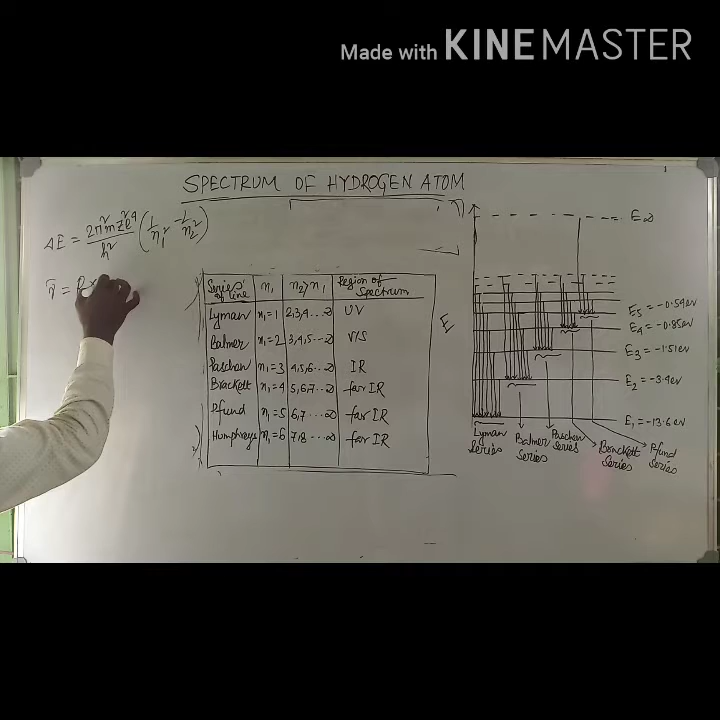 Made with KINEMASTER
SPECTRUM OF HYDROGEN ATOM
ΔE = 2π²mz²e⁴/h² (1/n₁² - 1/n₂²)
ν̄ = R
Series of line | n₁ | n₂>n₁ | Region of Spectrum
Lyman | n₁=1 | 2,3,4...∞ | UV
Balmer | n₁=2 | 3,4,5...∞ | VIS
Paschan | n₁=3 | 4,5,6...∞ | IR
Brackett | n₁=4 | 5,6,7...∞ | far IR
Pfund | n₁=5 | 6,7....∞ | far IR
Humphreys | n₁=6 | 7,8...∞ | far IR
E
E∞
E₅ = -0.54ev
E₄ = -0.85ev
E₃ = -1.51ev
E₂ = -3.4ev
E₁ = -13.6ev
Lyman Series
Balmer Series
Paschen Series
Brackett Series
Pfund Series